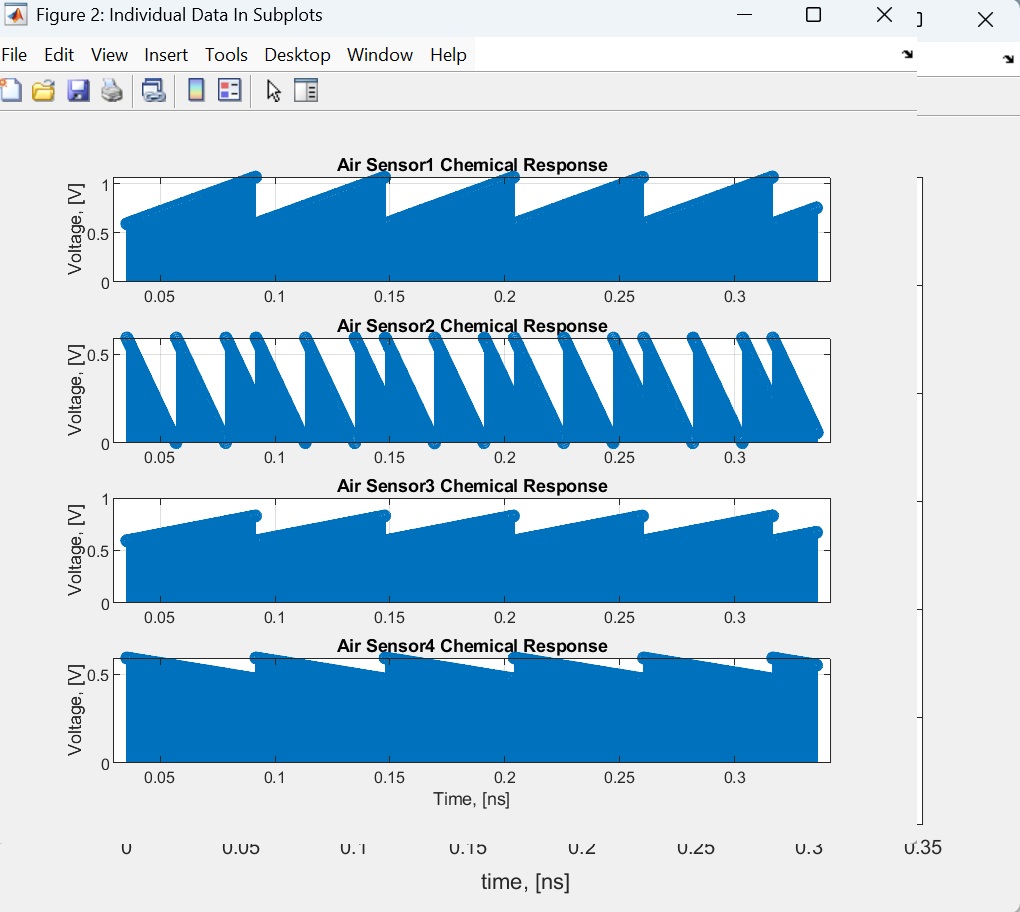 Figure 2: Individual Data In Subplots
File Edit View Insert Tools Desktop Window Help
Air Sensor1 Chemical Response
Voltage, [V]
1
0.5
0
0.05 0.1 0.15 0.2 0.25 0.3
Air Sensor2 Chemical Response
Voltage, [V]
0.5
0
0.05 0.1 0.15 0.2 0.25 0.3
Air Sensor3 Chemical Response
Voltage, [V]
1
0.5
0
0.05 0.1 0.15 0.2 0.25 0.3
Air Sensor4 Chemical Response
Voltage, [V]
0.5
0
0.05 0.1 0.15 0.2 0.25 0.3
Time, [ns]
0 0.05 0.1 0.15 0.2 0.25 0.3 0.35
time, [ns]